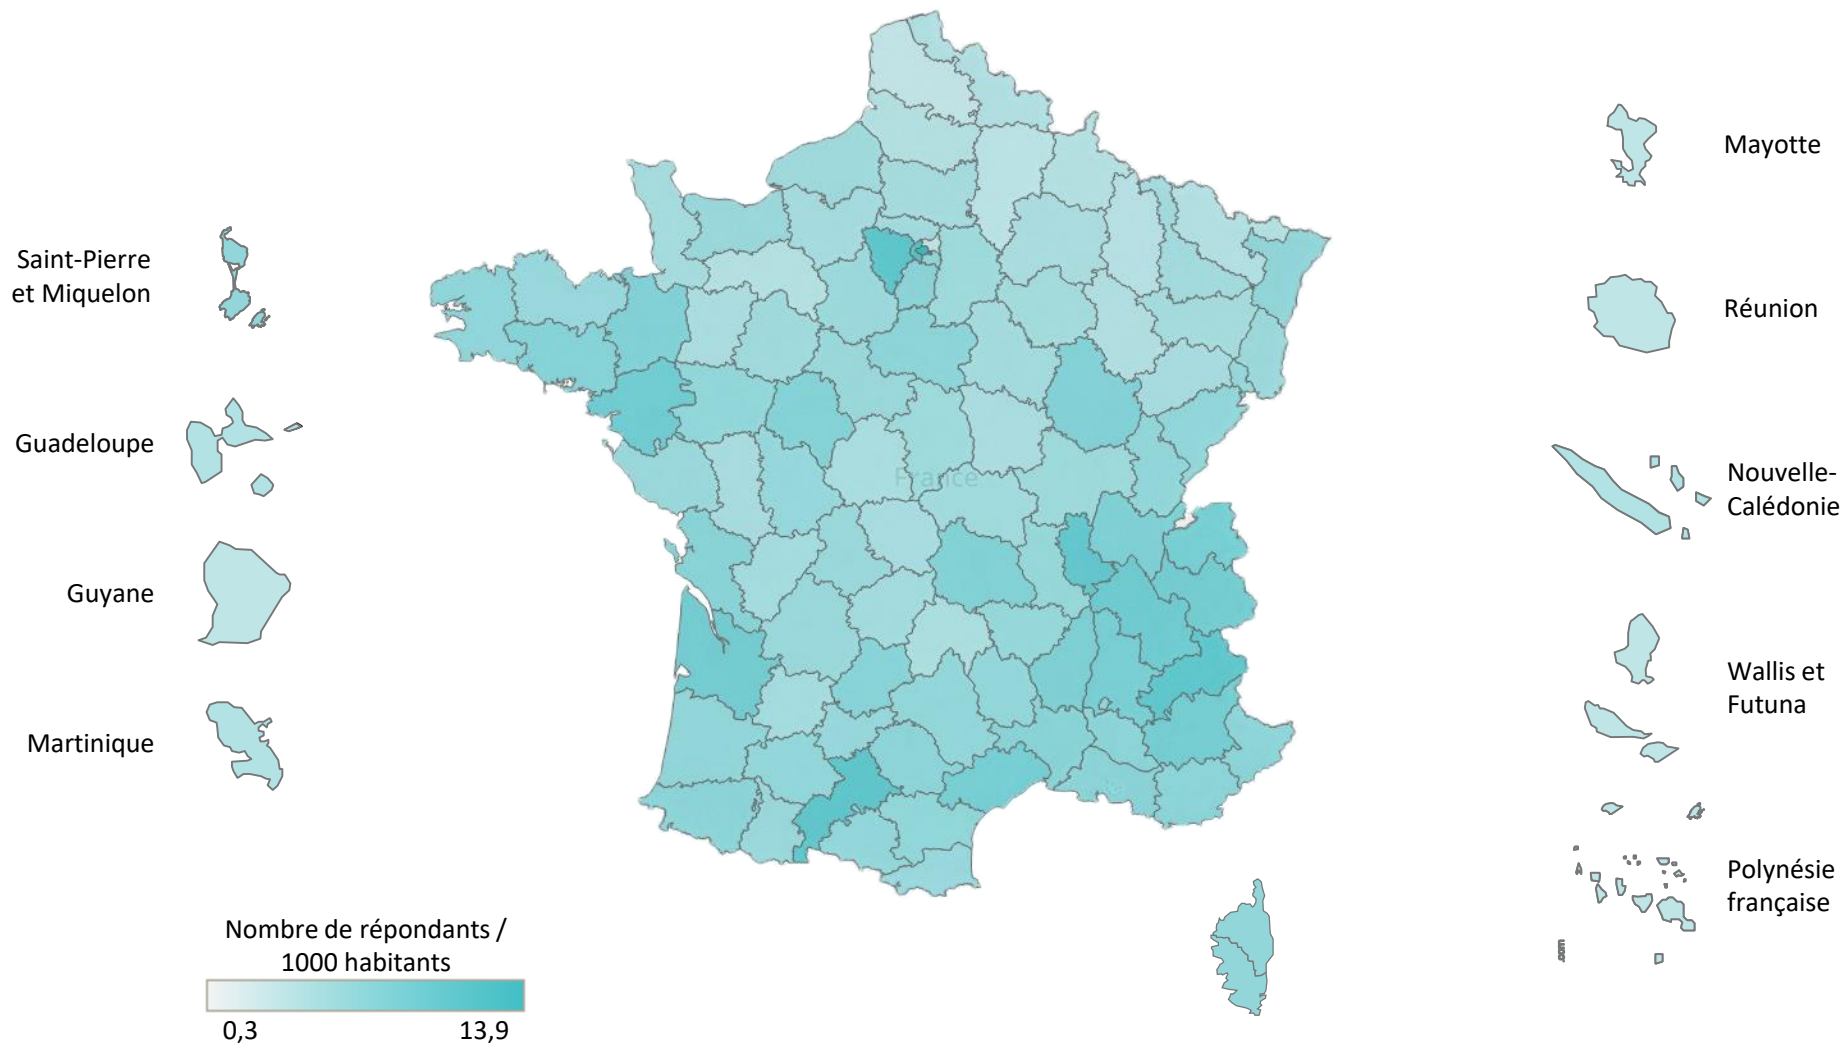 Saint-Pierre
et Miquelon
Guadeloupe
Guyane
Martinique
France
Mayotte
Réunion
Nouvelle-
Calédonie
Wallis et
Futuna
Polynésie
française
.com
Nombre de répondants /
1000 habitants
0,3
13,9